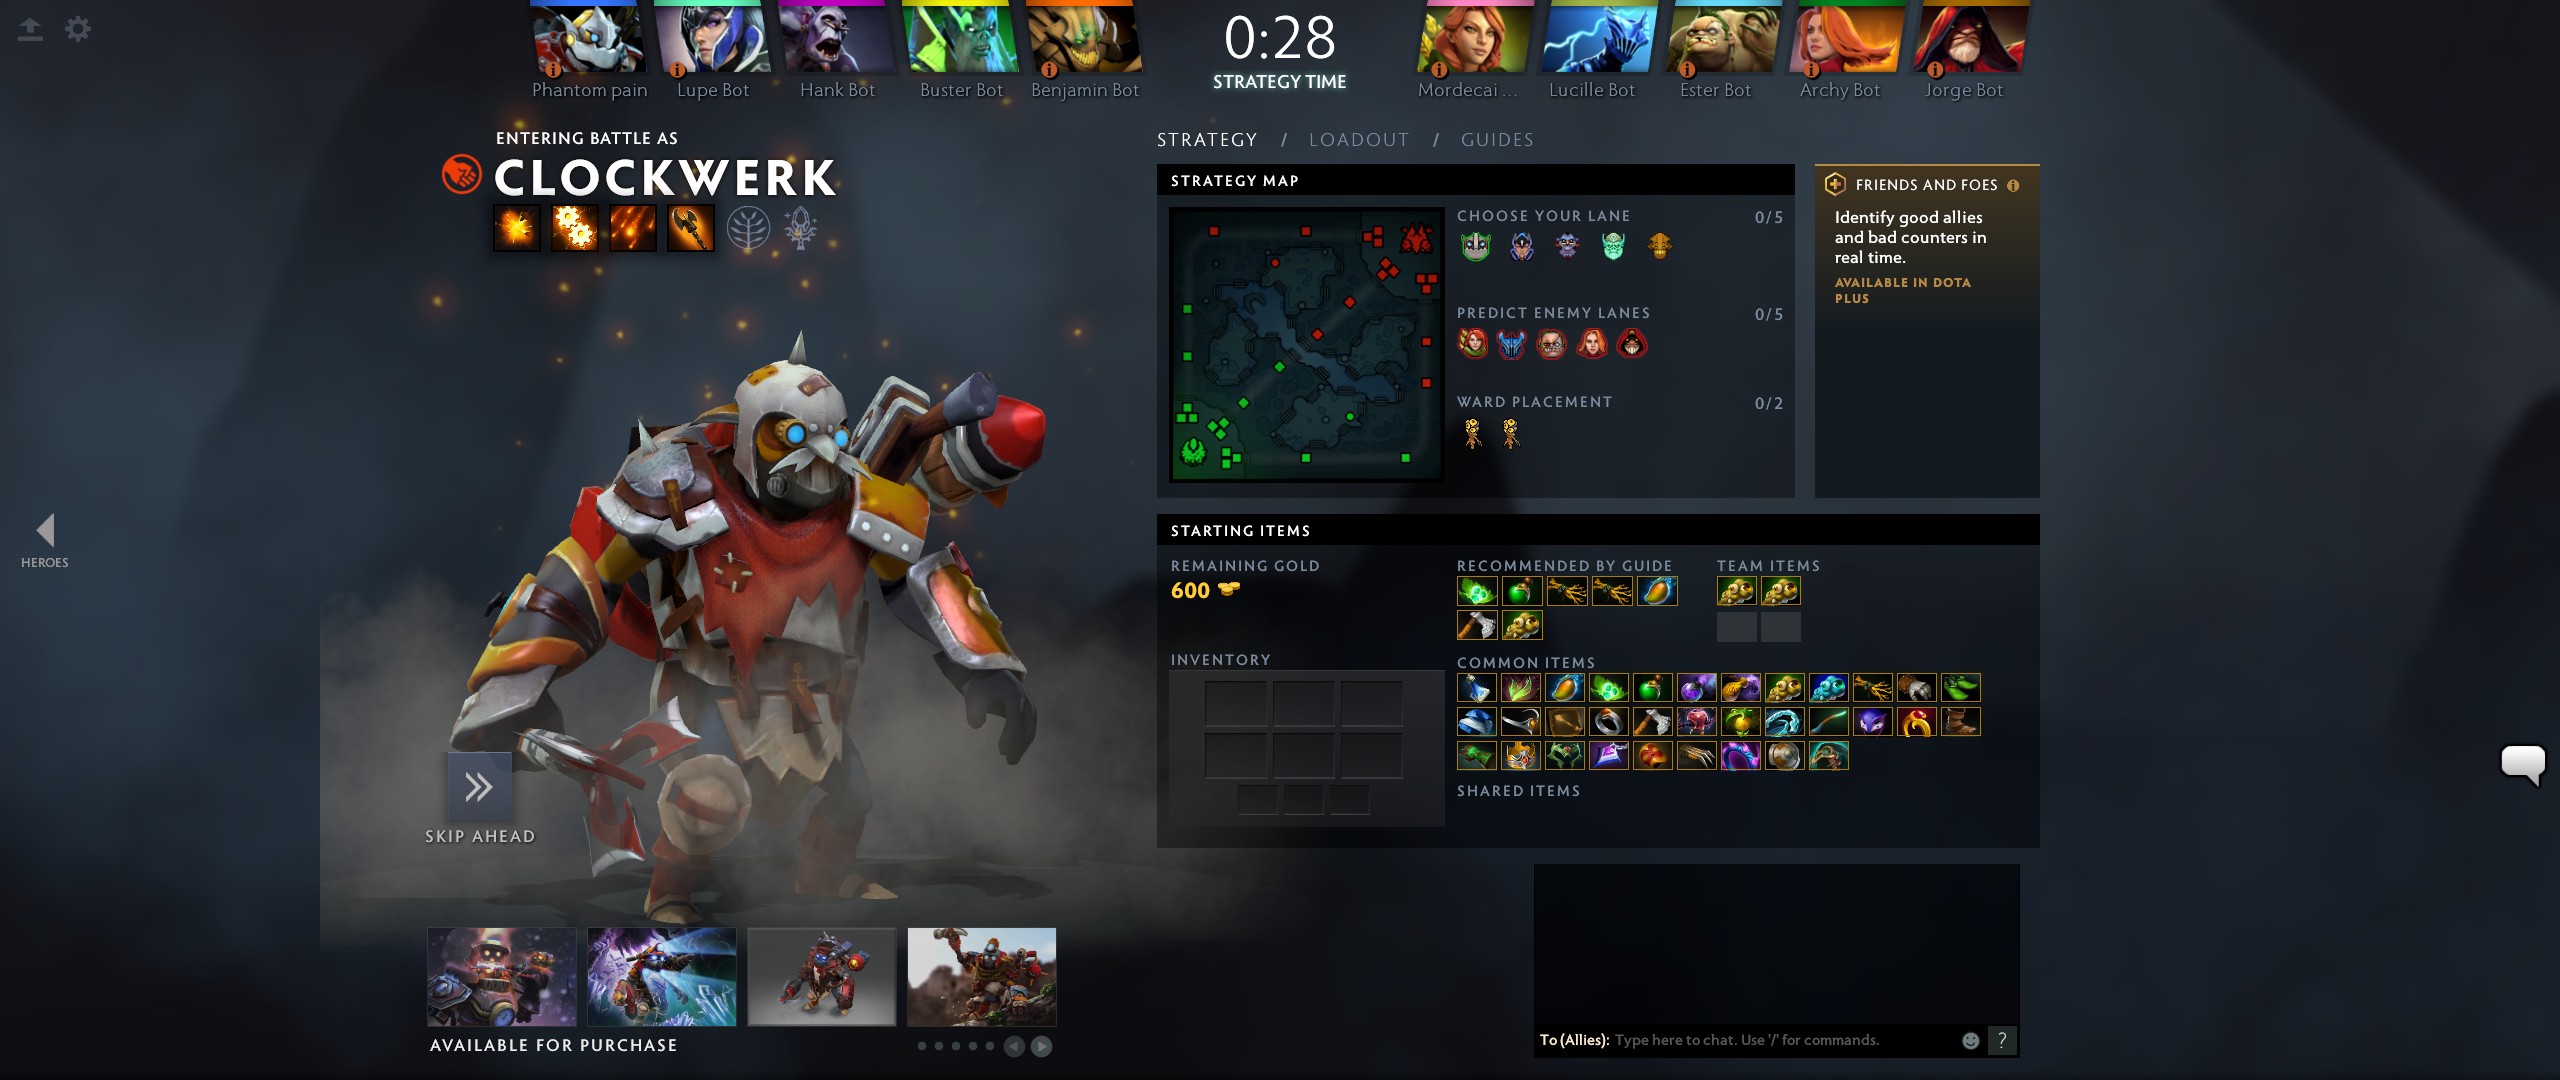 Phantom pain
Lupe Bot
Hank Bot
Buster Bot
Benjamin Bot
0:28
STRATEGY TIME
Mordecai ...
Lucille Bot
Ester Bot
Archy Bot
Jorge Bot
ENTERING BATTLE AS
CLOCKWERK
STRATEGY / LOADOUT / GUIDES
STRATEGY MAP
CHOOSE YOUR LANE 0/5
PREDICT ENEMY LANES 0/5
WARD PLACEMENT 0/2
FRIENDS AND FOES
Identify good allies
and bad counters in
real time.
AVAILABLE IN DOTA
PLUS
HEROES
STARTING ITEMS
REMAINING GOLD
600
INVENTORY
RECOMMENDED BY GUIDE
TEAM ITEMS
COMMON ITEMS
SHARED ITEMS
SKIP AHEAD
AVAILABLE FOR PURCHASE
To (Allies): Type here to chat. Use '/' for commands.
?